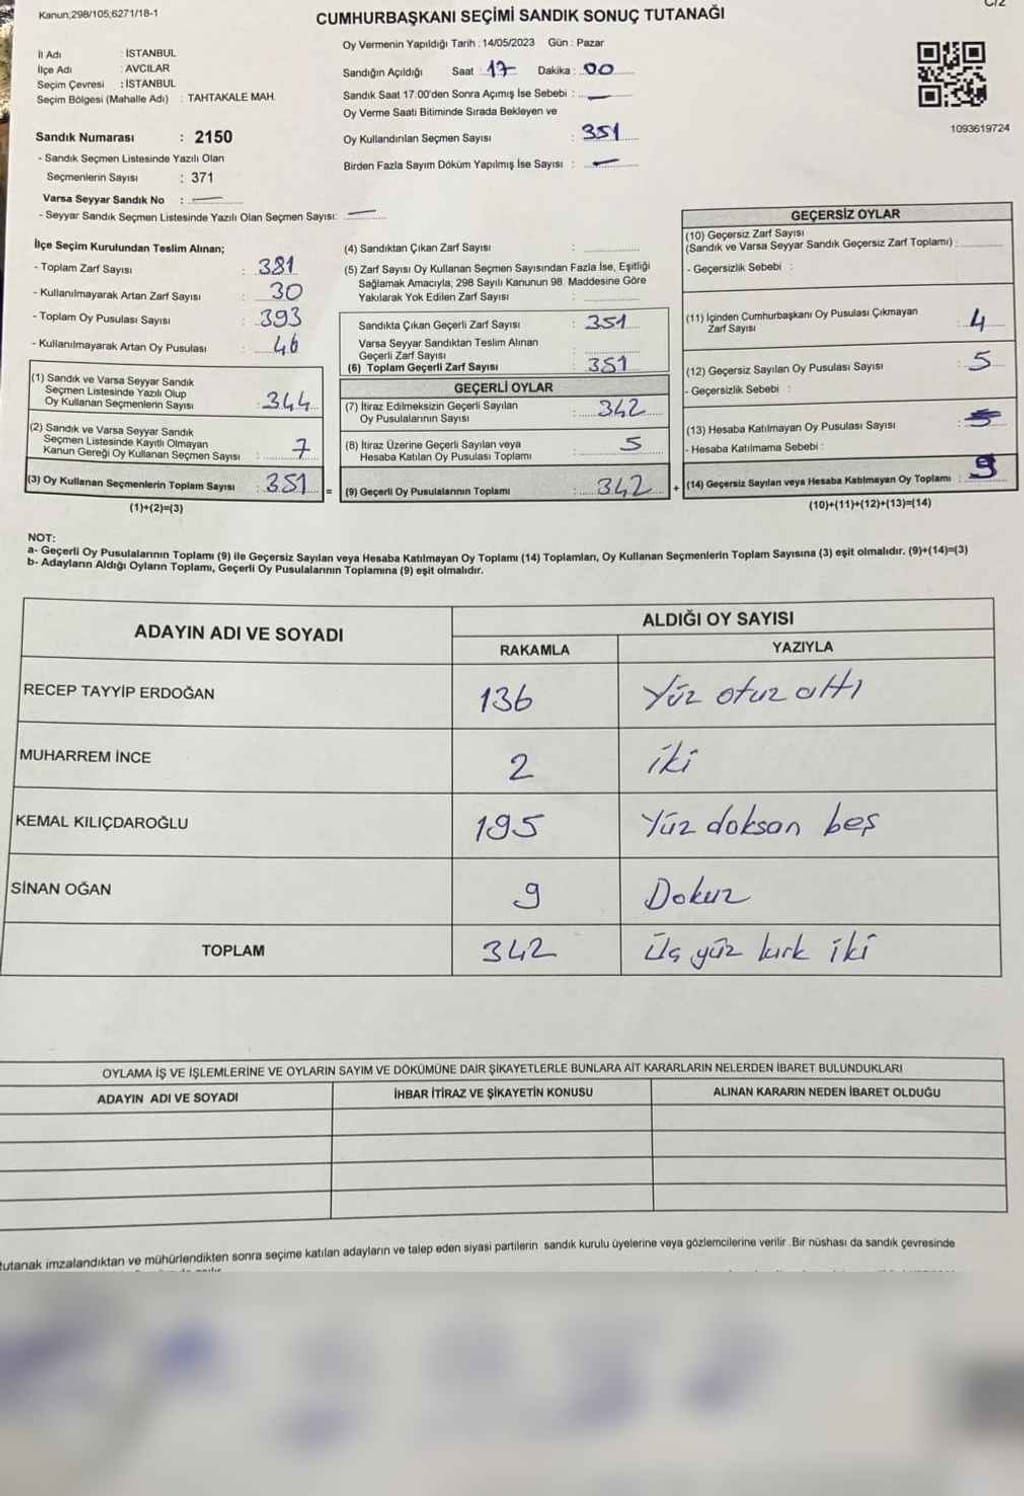 C/2
Kanun;298/105;6271/18-1
CUMHURBAŞKANI SEÇİMİ SANDIK SONUÇ TUTANAĞI
İl Adı : İSTANBUL
İlçe Adı : AVCILAR
Seçim Çevresi : İSTANBUL
Seçim Bölgesi (Mahalle Adı) : TAHTAKALE MAH.
Sandık Numarası : 2150
- Sandık Seçmen Listesinde Yazılı Olan
Seçmenlerin Sayısı : 371
Varsa Seyyar Sandık No : —
- Seyyar Sandık Seçmen Listesinde Yazılı Olan Seçmen Sayısı: —
Oy Vermenin Yapıldığı Tarih : 14/05/2023 Gün : Pazar
Sandığın Açıldığı Saat 17 Dakika : 00
Sandık Saat 17:00'den Sonra Açımış İse Sebebi : —
Oy Verme Saati Bitiminde Sırada Bekleyen ve
Oy Kullandırılan Seçmen Sayısı : 351
Birden Fazla Sayım Döküm Yapılmış İse Sayısı : —
1093619724
İlçe Seçim Kurulundan Teslim Alınan;
- Toplam Zarf Sayısı : 381
- Kullanılmayarak Artan Zarf Sayısı : 30
- Toplam Oy Pusulası Sayısı : 393
- Kullanılmayarak Artan Oy Pusulası : 46
(1) Sandık ve Varsa Seyyar Sandık
Seçmen Listesinde Yazılı Olup
Oy Kullanan Seçmenlerin Sayısı : 344
(2) Sandık ve Varsa Seyyar Sandık
Seçmen Listesinde Kayıtlı Olmayan
Kanun Gereği Oy Kullanan Seçmen Sayısı : 7
(3) Oy Kullanan Seçmenlerin Toplam Sayısı : 351 =
(1)+(2)=(3)
(4) Sandıktan Çıkan Zarf Sayısı :
(5) Zarf Sayısı Oy Kullanan Seçmen Sayısından Fazla İse, Eşitliği
Sağlamak Amacıyla, 298 Sayılı Kanunun 98. Maddesine Göre
Yakılarak Yok Edilen Zarf Sayısı :
Sandıkta Çıkan Geçerli Zarf Sayısı : 351
Varsa Seyyar Sandıktan Teslim Alınan
Geçerli Zarf Sayısı :
(6) Toplam Geçerli Zarf Sayısı : 351
GEÇERLİ OYLAR
(7) İtiraz Edilmeksizin Geçerli Sayılan
Oy Pusulalarının Sayısı : 342
(8) İtiraz Üzerine Geçerli Sayılan veya
Hesaba Katılan Oy Pusulası Toplamı : 5
(9) Geçerli Oy Pusulalarının Toplamı : 342 +
GEÇERSİZ OYLAR
(10) Geçersiz Zarf Sayısı
(Sandık ve Varsa Seyyar Sandık Geçersiz Zarf Toplamı) :
- Geçersizlik Sebebi :
(11) İçinden Cumhurbaşkanı Oy Pusulası Çıkmayan
Zarf Sayısı : 4
(12) Geçersiz Sayılan Oy Pusulası Sayısı : 5
- Geçersizlik Sebebi :
(13) Hesaba Katılmayan Oy Pusulası Sayısı :
- Hesaba Katılmama Sebebi :
(14) Geçersiz Sayılan veya Hesaba Katılmayan Oy Toplamı : 9
(10)+(11)+(12)+(13)=(14)
NOT:
a- Geçerli Oy Pusulalarının Toplamı (9) ile Geçersiz Sayılan veya Hesaba Katılmayan Oy Toplamı (14) Toplamları, Oy Kullanan Seçmenlerin Toplam Sayısına (3) eşit olmalıdır. (9)+(14)=(3)
b- Adayların Aldığı Oyların Toplamı, Geçerli Oy Pusulalarının Toplamına (9) eşit olmalıdır.
ADAYIN ADI VE SOYADI ALDIĞI OY SAYISI
RAKAMLA YAZIYLA
RECEP TAYYİP ERDOĞAN 136 Yüz otuz altı
MUHARREM İNCE 2 iki
KEMAL KILIÇDAROĞLU 195 Yüz doksan beş
SİNAN OĞAN 9 Dokuz
TOPLAM 342 Üç yüz kırk iki
OYLAMA İŞ VE İŞLEMLERİNE VE OYLARIN SAYIM VE DÖKÜMÜNE DAİR ŞİKAYETLERLE BUNLARA AİT KARARLARIN NELERDEN İBARET BULUNDUKLARI
ADAYIN ADI VE SOYADI İHBAR İTİRAZ VE ŞİKAYETİN KONUSU ALINAN KARARIN NEDEN İBARET OLDUĞU
tutanak imzalandıktan ve mühürlendikten sonra seçime katılan adayların ve talep eden siyasi partilerin sandık kurulu üyelerine veya gözlemcilerine verilir .Bir nüshası da sandık çevresinde